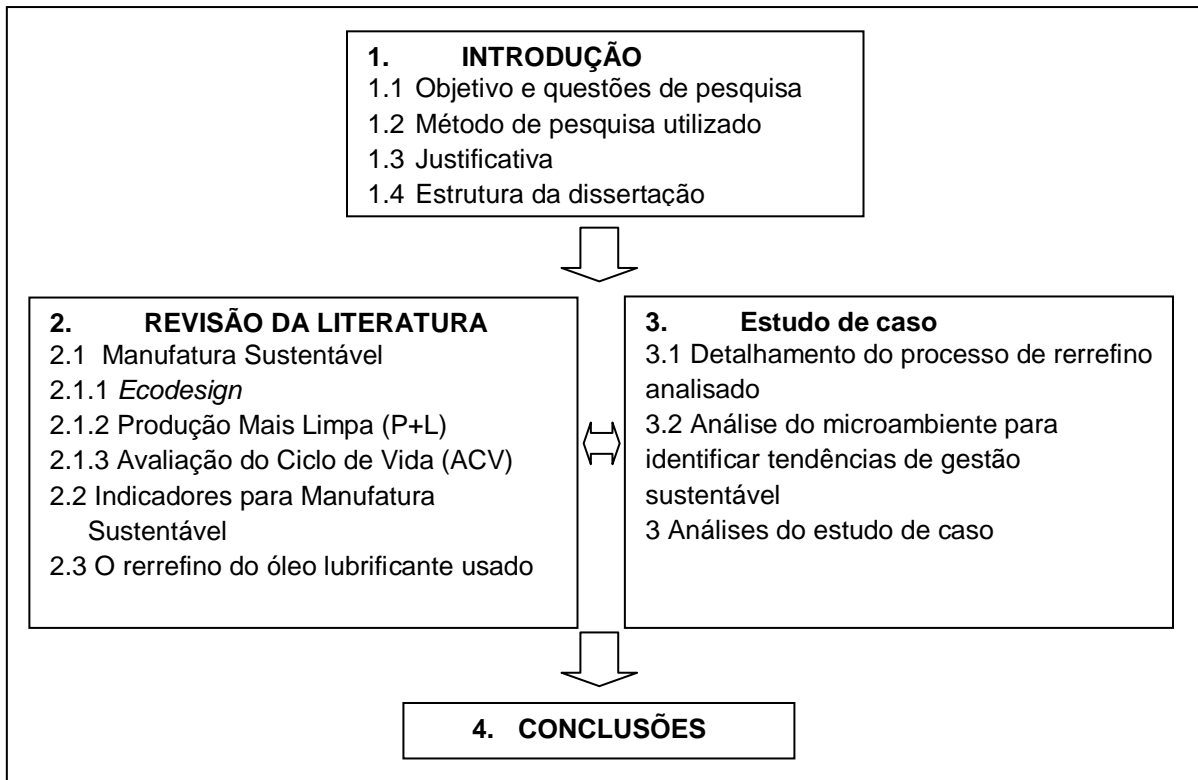 1. INTRODUÇÃO
1.1 Objetivo e questões de pesquisa
1.2 Método de pesquisa utilizado
1.3 Justificativa
1.4 Estrutura da dissertação
2. REVISÃO DA LITERATURA
2.1 Manufatura Sustentável
2.1.1 Ecodesign
2.1.2 Produção Mais Limpa (P+L)
2.1.3 Avaliação do Ciclo de Vida (ACV)
2.2 Indicadores para Manufatura
Sustentável
2.3 O rerrefino do óleo lubrificante usado
3. Estudo de caso
3.1 Detalhamento do processo de rerrefino
analisado
3.2 Análise do microambiente para
identificar tendências de gestão
sustentável
3 Análises do estudo de caso
4. CONCLUSÕES